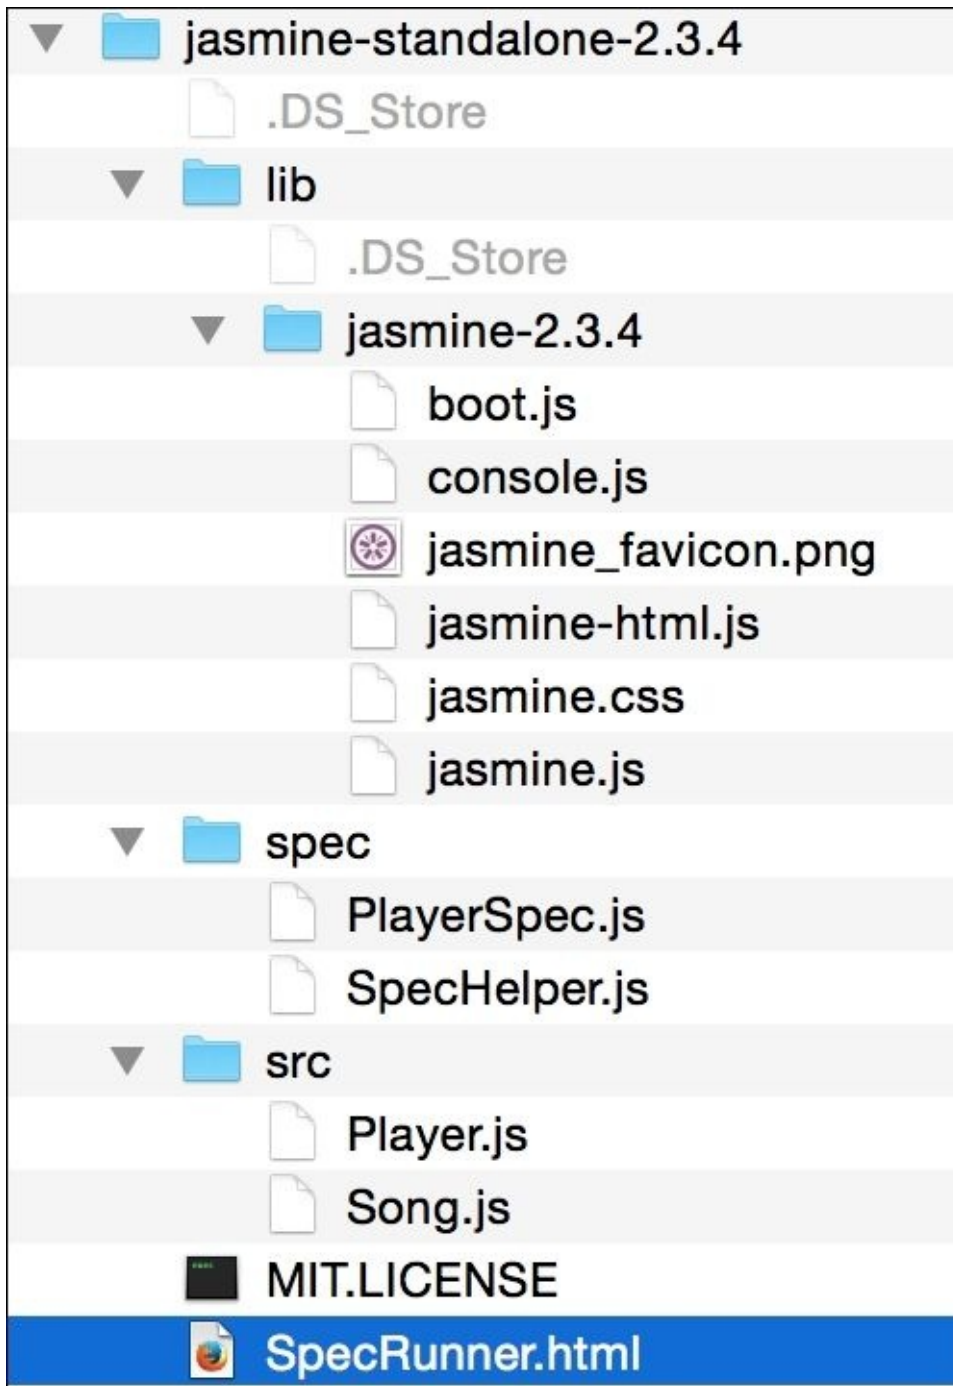 jasmine-standalone-2.3.4
.DS_Store
lib
.DS_Store
jasmine-2.3.4
boot.js
console.js
jasmine_favicon.png
jasmine-html.js
jasmine.css
jasmine.js
spec
PlayerSpec.js
SpecHelper.js
src
Player.js
Song.js
MIT.LICENSE
SpecRunner.html